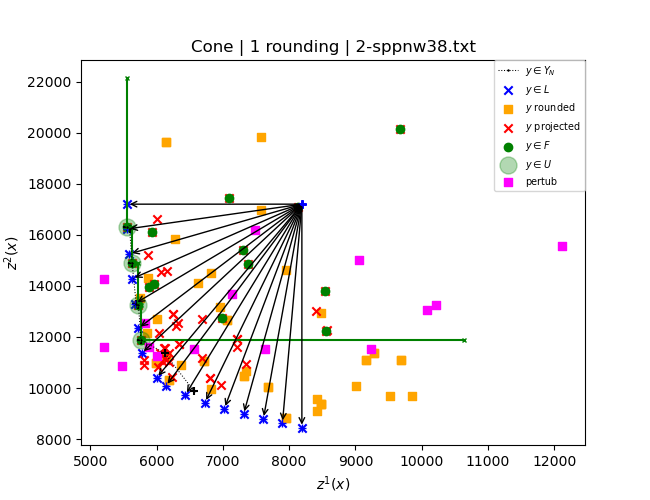 Cone | 1 rounding | 2-sppnw38.txt
y ∈ Y_N
y ∈ L
y rounded
y projected
y ∈ F
y ∈ U
pertub
z²(x)
22000
20000
18000
16000
14000
12000
10000
8000
5000 6000 7000 8000 9000 10000 11000 12000
z¹(x)